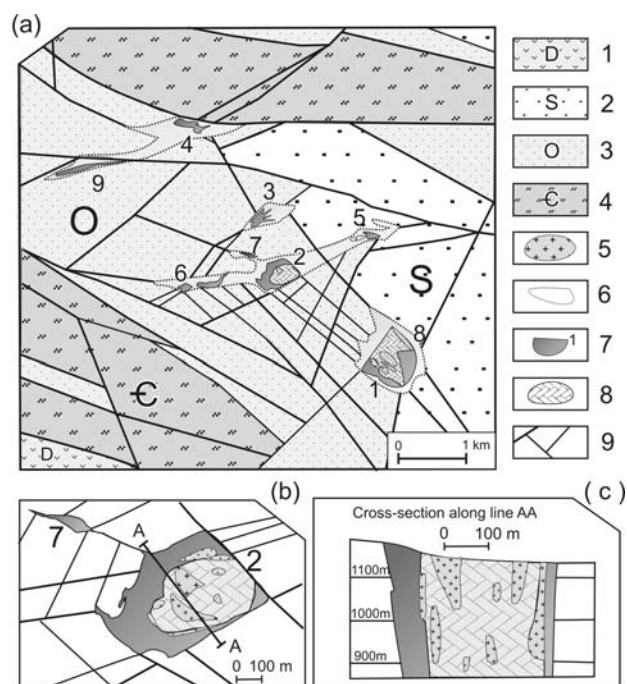 (a)
D 1
S 2
O 3
Є 4
5
6
1 7
8
9
4
9
O
3
5
7
2
6
S
8
1
Є
D
0 1 km
(b)
7
A
2
A
0 100 m
(c)
Cross-section along line AA
0 100 m
1100m
1000m
900m